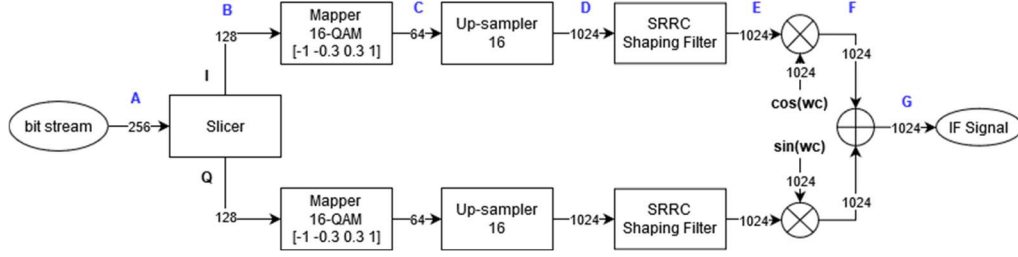 B
C
D
E
F
Mapper
16-QAM
[-1 -0.3 0.3 1]
Up-sampler
16
SRRC
Shaping Filter
128
64
1024
1024
1024
1024
cos(wc)
I
A
bit stream
256
Slicer
G
1024
IF Signal
sin(wc)
Q
1024
1024
Mapper
16-QAM
[-1 -0.3 0.3 1]
Up-sampler
16
SRRC
Shaping Filter
128
64
1024
1024